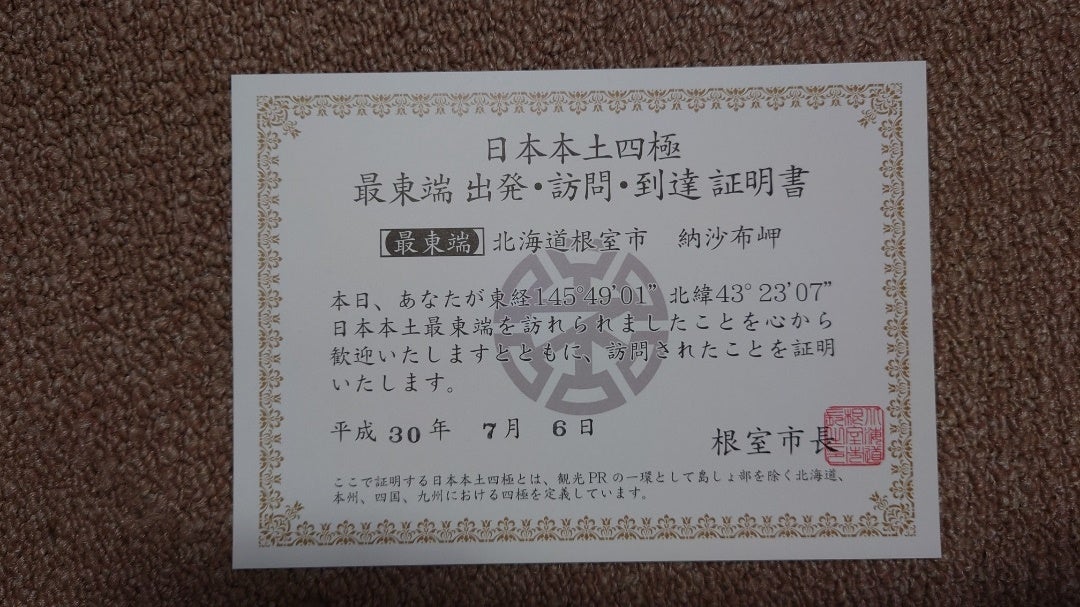 日本本土四極
最東端 出発・訪問・到達 証明書
最東端 北海道根室市 納沙布岬
本日、あなたが東経145°49’01” 北緯43°23’07”
日本本土最東端を訪れられましたことを心から
歓迎いたしますとともに、訪問されたことを証明
いたします。
平成 30 年 7 月 6 日
根室市長
ここで証明する日本本土四極とは、観光PRの一環として島しょ部を除く北海道、
本州、四国、九州における四極を定義しています。